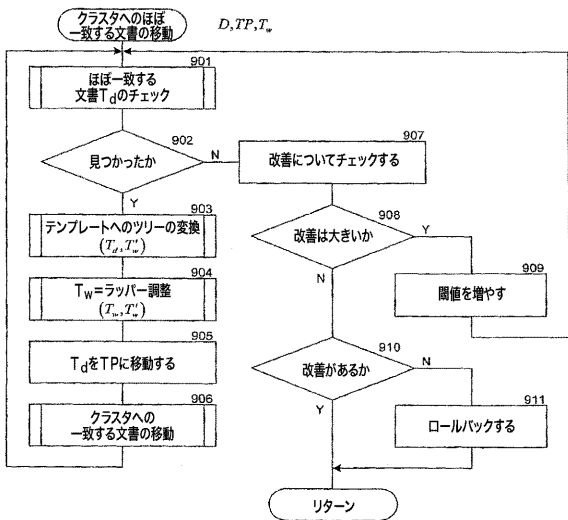 クラスタへのほぼ
一致する文書の移動
D,TP,T_w
901
ほぼ一致する
文書Tdのチェック
902
見つかったか
N
Y
903
テンプレートへのツリーの変換
(T_d,T'_w)
904
Tw=ラッパー調整
(T_w,T'_w)
905
TdをTPに移動する
906
クラスタへの
一致する文書の移動
907
改善についてチェックする
908
改善は大きいか
Y
N
909
閾値を増やす
910
改善があるか
N
Y
911
ロールバックする
リターン